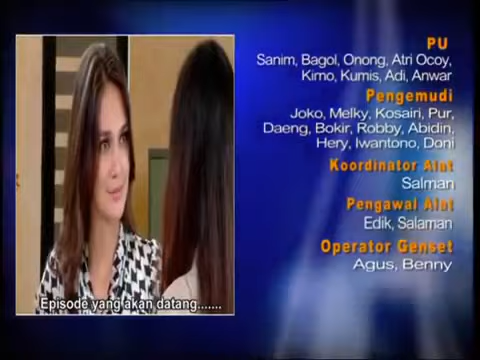 PU
Sanim, Bagol, Onong, Atri Ocoy,
Kimo, Kumis, Adi, Anwar
Pengemudi
Joko, Melky, Kosairi, Pur,
Daeng, Bokir, Robby, Abidin,
Hery, Iwantono, Doni
Koordinator Alat
Salman
Pengawal Alat
Edik, Salaman
Operator Genset
Agus, Benny
Episode yang akan datang.......